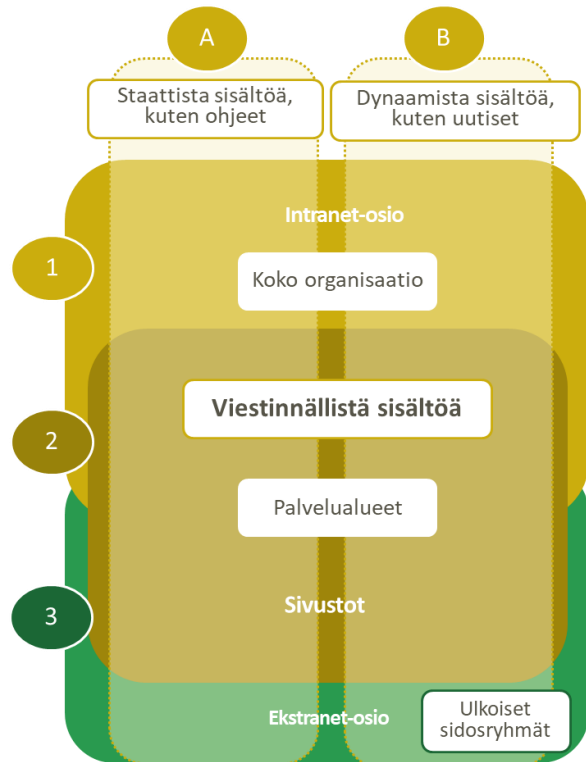 A
B
Staattista sisältöä,
kuten ohjeet
Dynaamista sisältöä,
kuten uutiset
Intranet-osio
1
Koko organisaatio
Viestinnällistä sisältöä
2
Palvelualueet
Sivustot
3
Ekstranet-osio
Ulkoiset
sidosryhmät